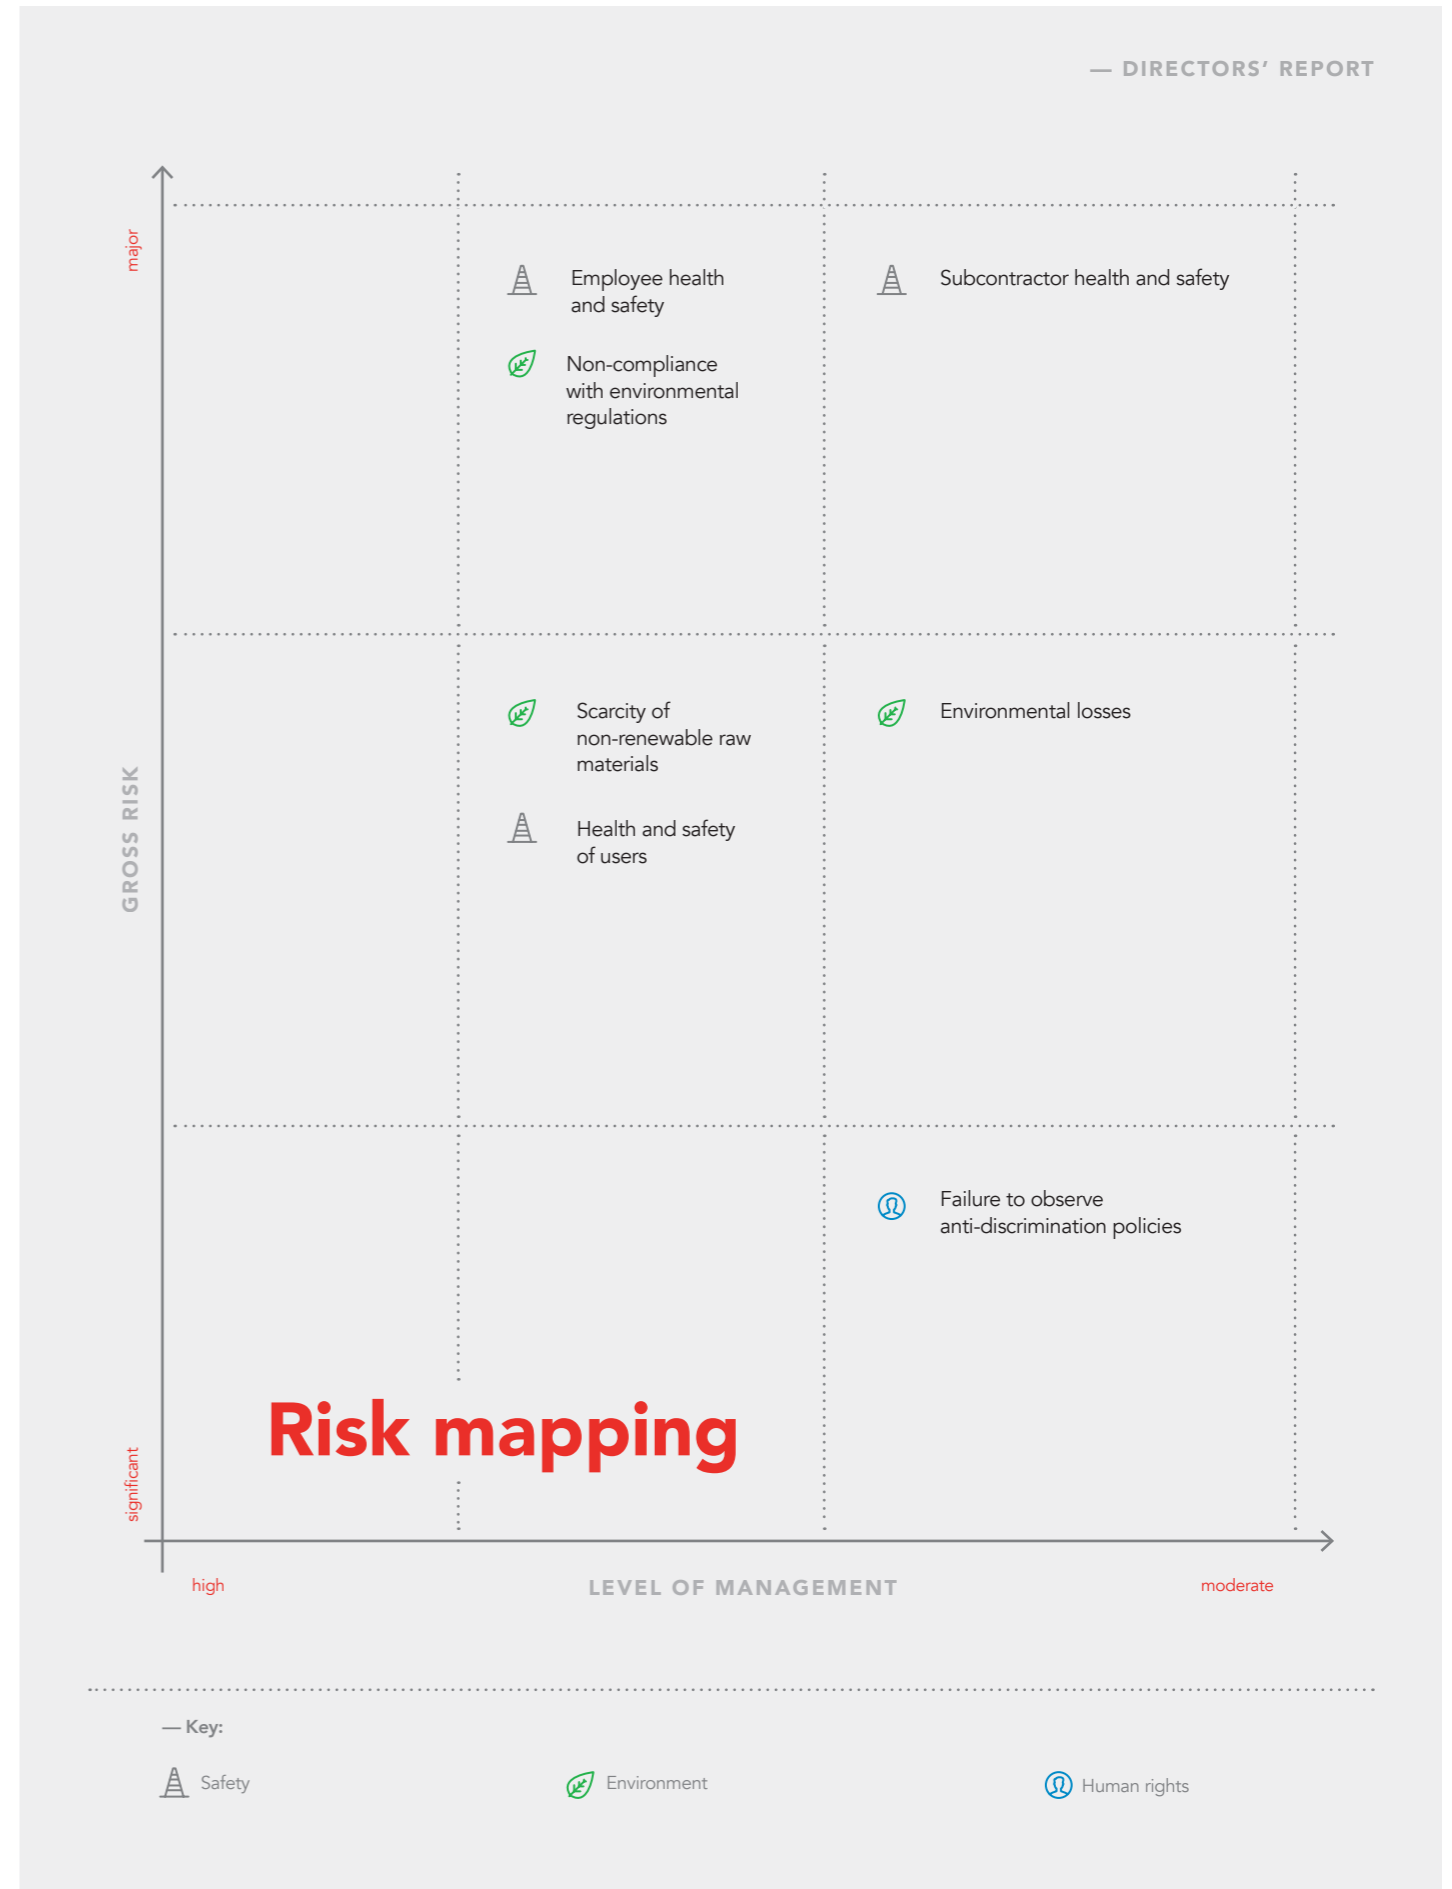 — DIRECTORS’ REPORT
major
Employee health
and safety
Subcontractor health and safety
Non-compliance
with environmental
regulations
GROSS RISK
Scarcity of
non-renewable raw
materials
Environmental losses
Health and safety
of users
Failure to observe
anti-discrimination policies
Risk mapping
significant
high
LEVEL OF MANAGEMENT
moderate
— Key:
Safety
Environment
Human rights